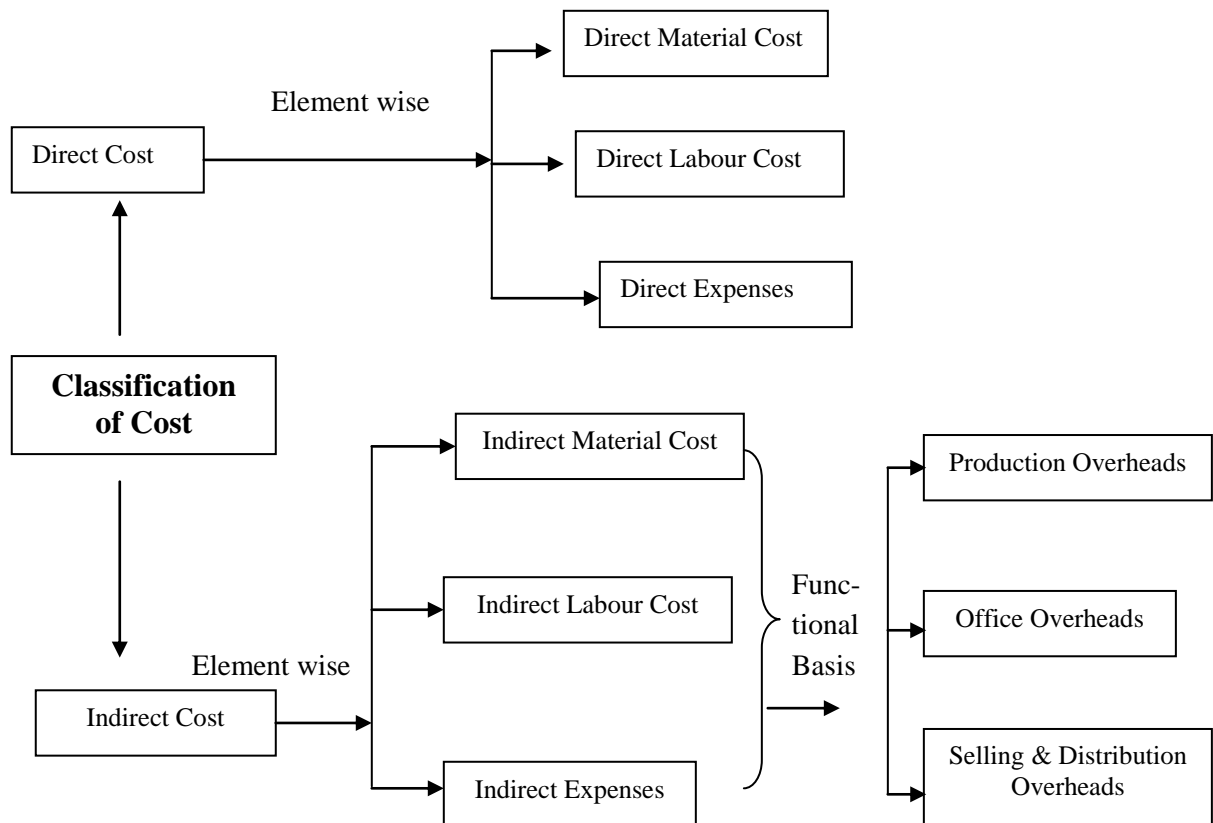 Direct Material Cost
Element wise
Direct Cost
Direct Labour Cost
Direct Expenses
Classification
of Cost
Indirect Material Cost
Production Overheads
Indirect Labour Cost
Func-
tional
Basis
Office Overheads
Element wise
Indirect Cost
Indirect Expenses
Selling & Distribution
Overheads